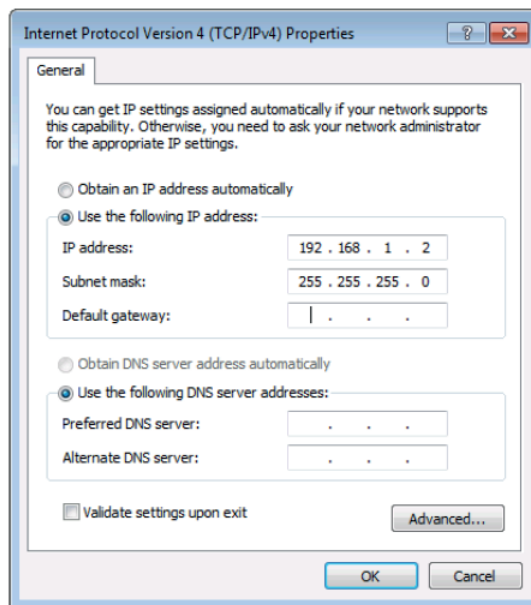 Internet Protocol Version 4 (TCP/IPv4) Properties
General
You can get IP settings assigned automatically if your network supports
this capability. Otherwise, you need to ask your network administrator
for the appropriate IP settings.
Obtain an IP address automatically
Use the following IP address:
IP address: 192 . 168 . 1 . 2
Subnet mask: 255 . 255 . 255 . 0
Default gateway: . . .
Obtain DNS server address automatically
Use the following DNS server addresses:
Preferred DNS server: . . .
Alternate DNS server: . . .
Validate settings upon exit
Advanced...
OK Cancel